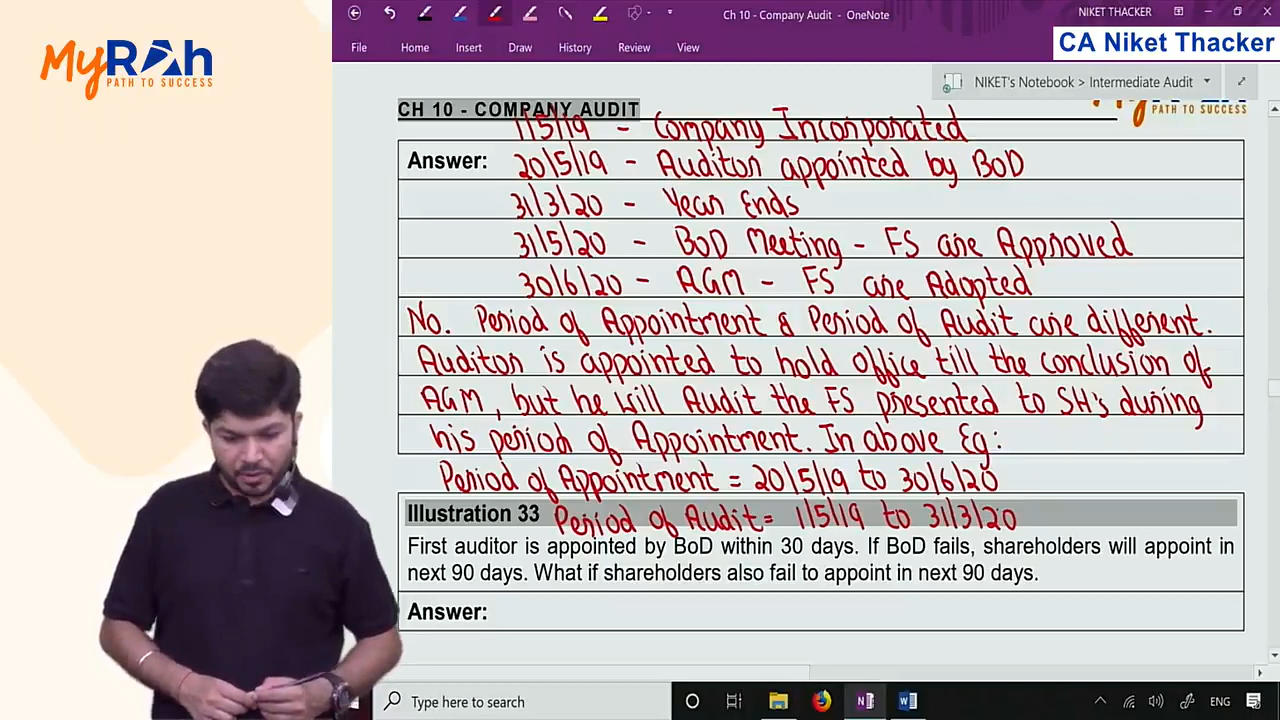 MyRAh
PATH TO SUCCESS
Ch 10 - Company Audit - OneNote
NIKET THACKER
File Home Insert Draw History Review View
CA Niket Thacker
NIKET's Notebook > Intermediate Audit
PATH TO SUCCESS
CH 10 - COMPANY AUDIT
1/5/19 - Company Incorporated
Answer: 20/5/19 - Auditor appointed by BoD
31/3/20 - Year Ends
31/5/20 - BoD Meeting - FS are Approved
30/6/20 - AGM - FS are Adopted
No. Period of Appointment & Period of Audit are different.
Auditor is appointed to hold office till the conclusion of
AGM, but he will Audit the FS presented to SH's during
his period of Appointment. In above Eg:
Period of Appointment = 20/5/19 to 30/6/20
Illustration 33 Period of Audit = 1/5/19 to 31/3/20
First auditor is appointed by BoD within 30 days. If BoD fails, shareholders will appoint in
next 90 days. What if shareholders also fail to appoint in next 90 days.
Answer:
Type here to search
ENG